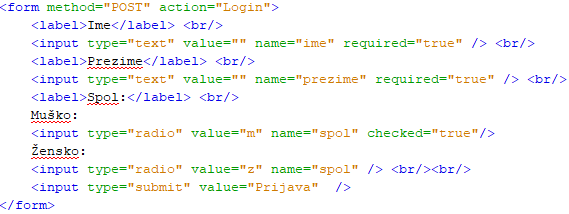 <form method="POST" action="Login">
<label>Ime</label> <br/>
<input type="text" value="" name="ime" required="true" /> <br/>
<label>Prezime</label> <br/>
<input type="text" value="" name="prezime" required="true" /> <br/>
<label>Spol:</label> <br/>
Muško:
<input type="radio" value="m" name="spol" checked="true"/>
Žensko:
<input type="radio" value="z" name="spol" /> <br/><br/>
<input type="submit" value="Prijava"  />
</form>